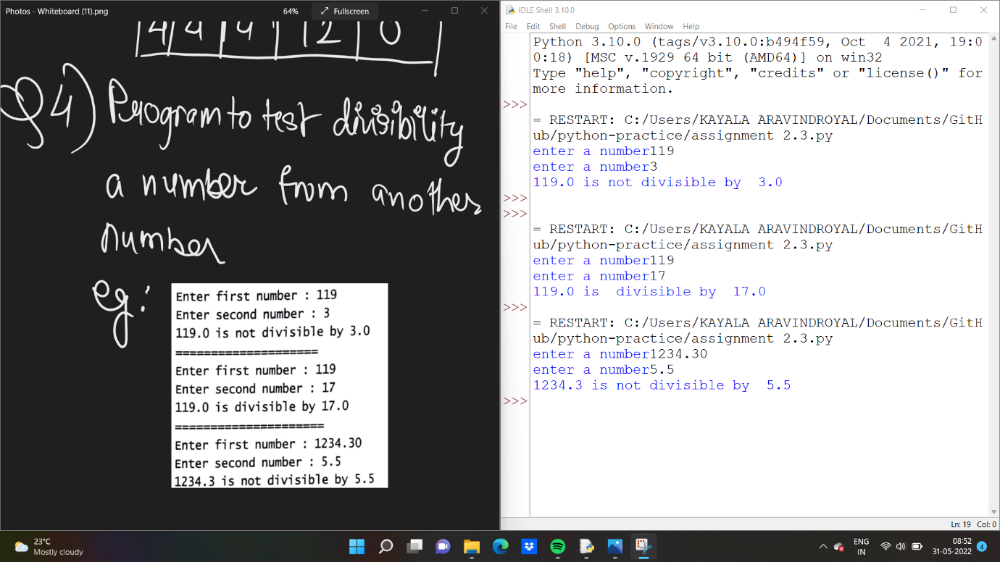 Photos - Whiteboard (11).png
64%
Fullscreen
4 4 4 12 0
Q4) Program to test divisibility
a number from another
number
eg:
Enter first number : 119
Enter second number : 3
119.0 is not divisible by 3.0
=====================
Enter first number : 119
Enter second number : 17
119.0 is divisible by 17.0
======================
Enter first number : 1234.30
Enter second number : 5.5
1234.3 is not divisible by 5.5
IDLE Shell 3.10.0
File Edit Shell Debug Options Window Help
Python 3.10.0 (tags/v3.10.0:b494f59, Oct  4 2021, 19:0
0:18) [MSC v.1929 64 bit (AMD64)] on win32
Type "help", "copyright", "credits" or "license()" for
more information.
>>>
= RESTART: C:/Users/KAYALA ARAVINDROYAL/Documents/GitH
ub/python-practice/assignment 2.3.py
enter a number119
enter a number3
119.0 is not divisible by  3.0
>>>
>>>
= RESTART: C:/Users/KAYALA ARAVINDROYAL/Documents/GitH
ub/python-practice/assignment 2.3.py
enter a number119
enter a number17
119.0 is  divisible by  17.0
>>>
= RESTART: C:/Users/KAYALA ARAVINDROYAL/Documents/GitH
ub/python-practice/assignment 2.3.py
enter a number1234.30
enter a number5.5
1234.3 is not divisible by  5.5
>>>
Ln: 19 Col: 0
23°C
Mostly cloudy
ENG
IN
08:52
31-05-2022
4